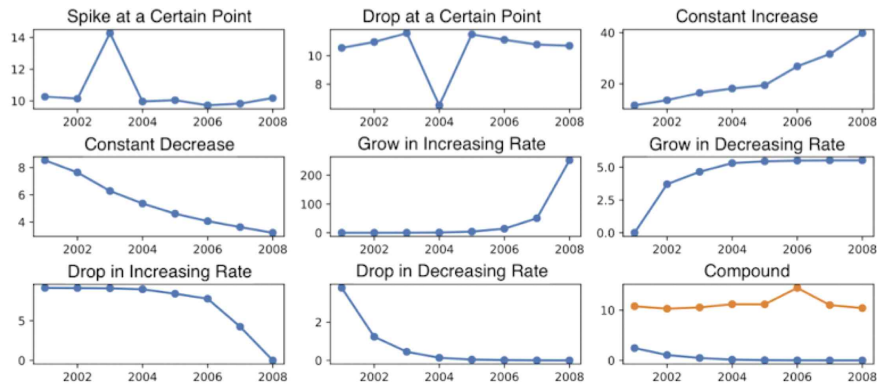 Spike at a Certain Point
14
12
10
2002 2004 2006 2008
Drop at a Certain Point
10
8
2002 2004 2006 2008
Constant Increase
40
20
2002 2004 2006 2008
Constant Decrease
8
6
4
2002 2004 2006 2008
Grow in Increasing Rate
200
100
0
2002 2004 2006 2008
Grow in Decreasing Rate
5.0
2.5
0.0
2002 2004 2006 2008
Drop in Increasing Rate
5
0
2002 2004 2006 2008
Drop in Decreasing Rate
2
0
2002 2004 2006 2008
Compound
10
0
2002 2004 2006 2008